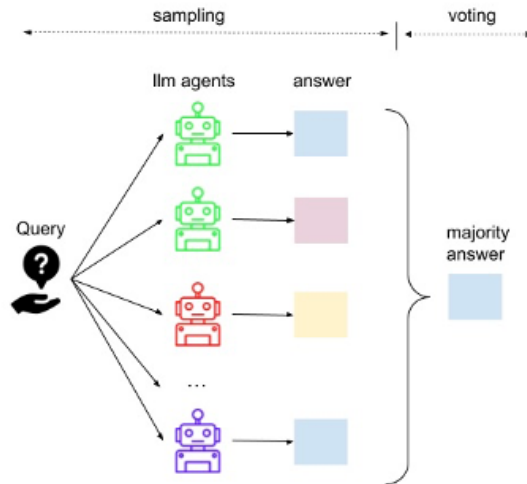 sampling
voting
llm agents
answer
Query
?
majority
answer
...